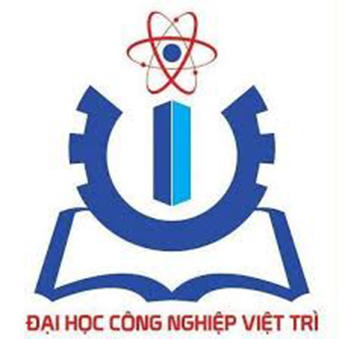 ĐẠI HỌC CÔNG NGHIỆP VIỆT TRÌ